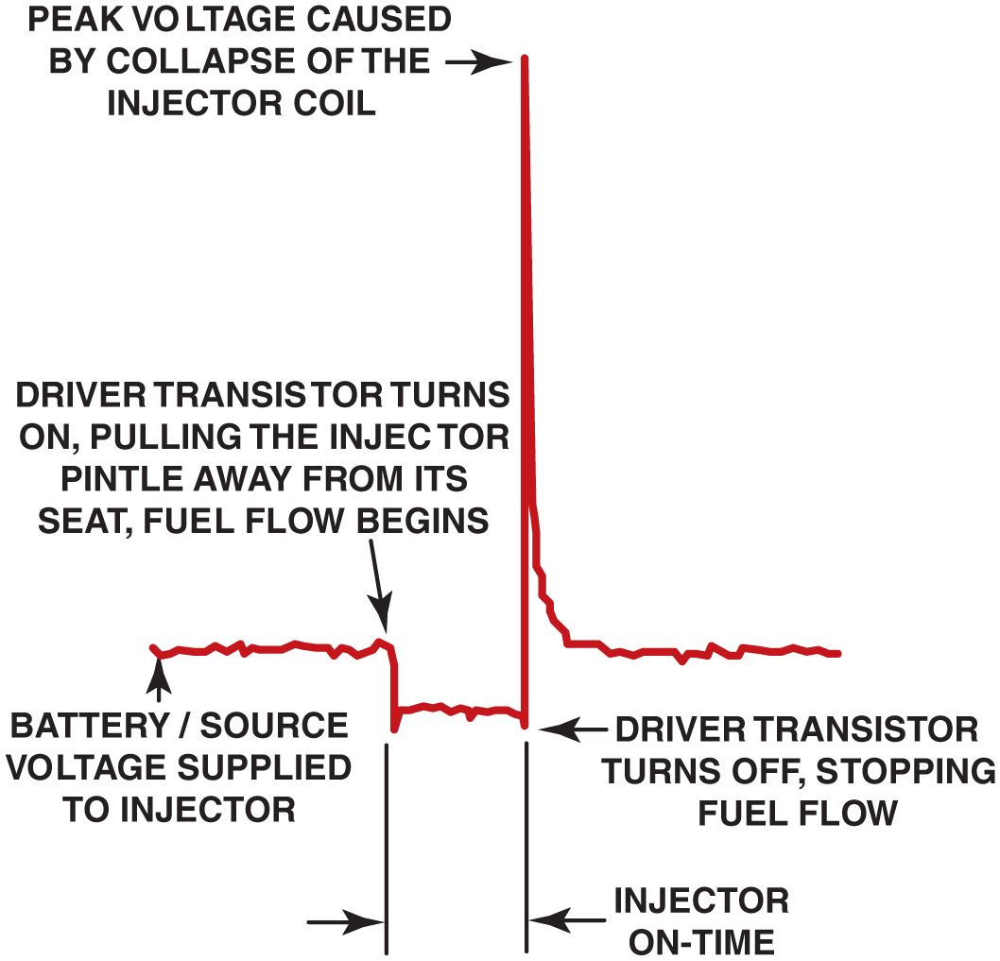 PEAK VOLTAGE CAUSED
BY COLLAPSE OF THE
INJECTOR COIL
DRIVER TRANSISTOR TURNS
ON, PULLING THE INJECTOR
PINTLE AWAY FROM ITS
SEAT, FUEL FLOW BEGINS
BATTERY / SOURCE
VOLTAGE SUPPLIED
TO INJECTOR
DRIVER TRANSISTOR
TURNS OFF, STOPPING
FUEL FLOW
INJECTOR
ON-TIME